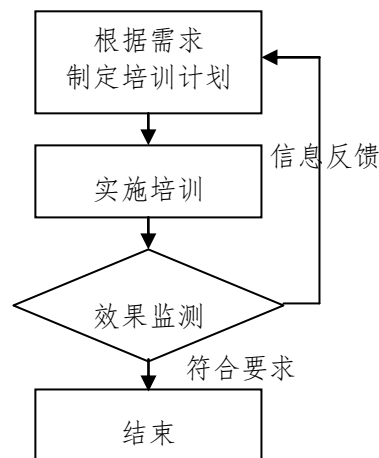 根据需求
制定培训计划
信息反馈
实施培训
效果监测
符合要求
结束